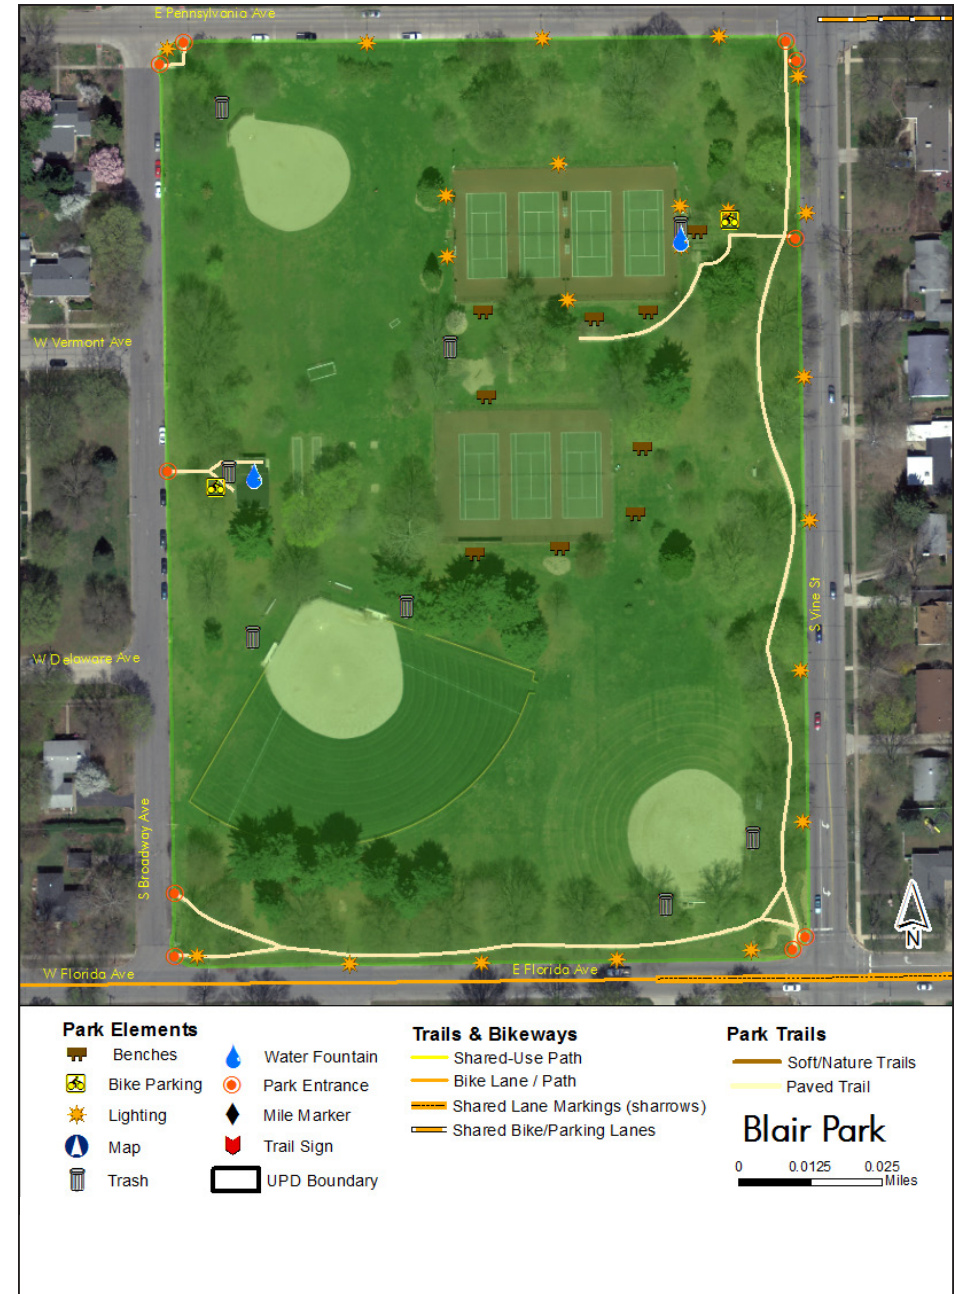 E Pennsylvania Ave
W Vermont Ave
S Vine St
W Delaware Ave
S Broadway Ave
N
W Florida Ave
E Florida Ave
Park Elements
Benches
Bike Parking
Lighting
Map
Trash
Water Fountain
Park Entrance
Mile Marker
Trail Sign
UPD Boundary
Trails & Bikeways
Shared-Use Path
Bike Lane / Path
Shared Lane Markings (sharrows)
Shared Bike/Parking Lanes
Park Trails
Soft/Nature Trails
Paved Trail
Blair Park
0 0.0125 0.025
Miles